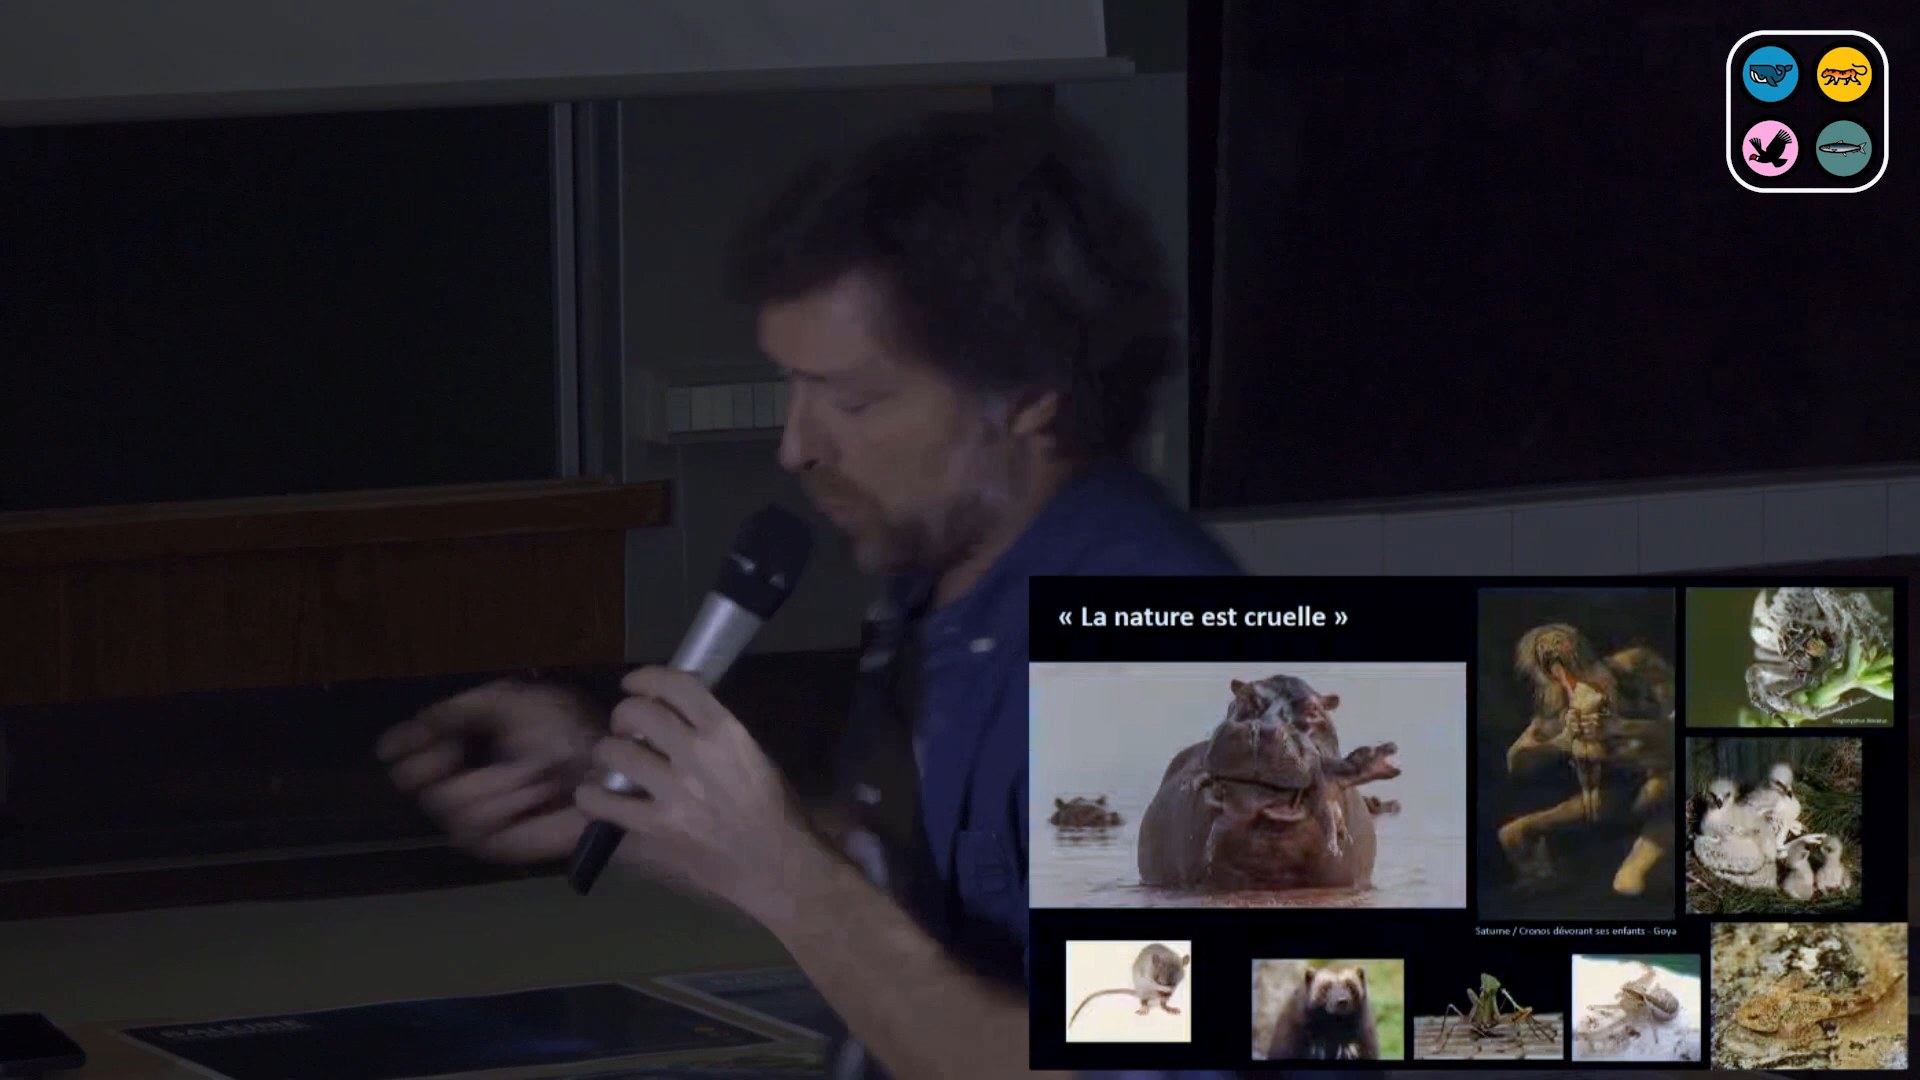 « La nature est cruelle »
Saturne / Cronos dévorant ses enfants - Goya